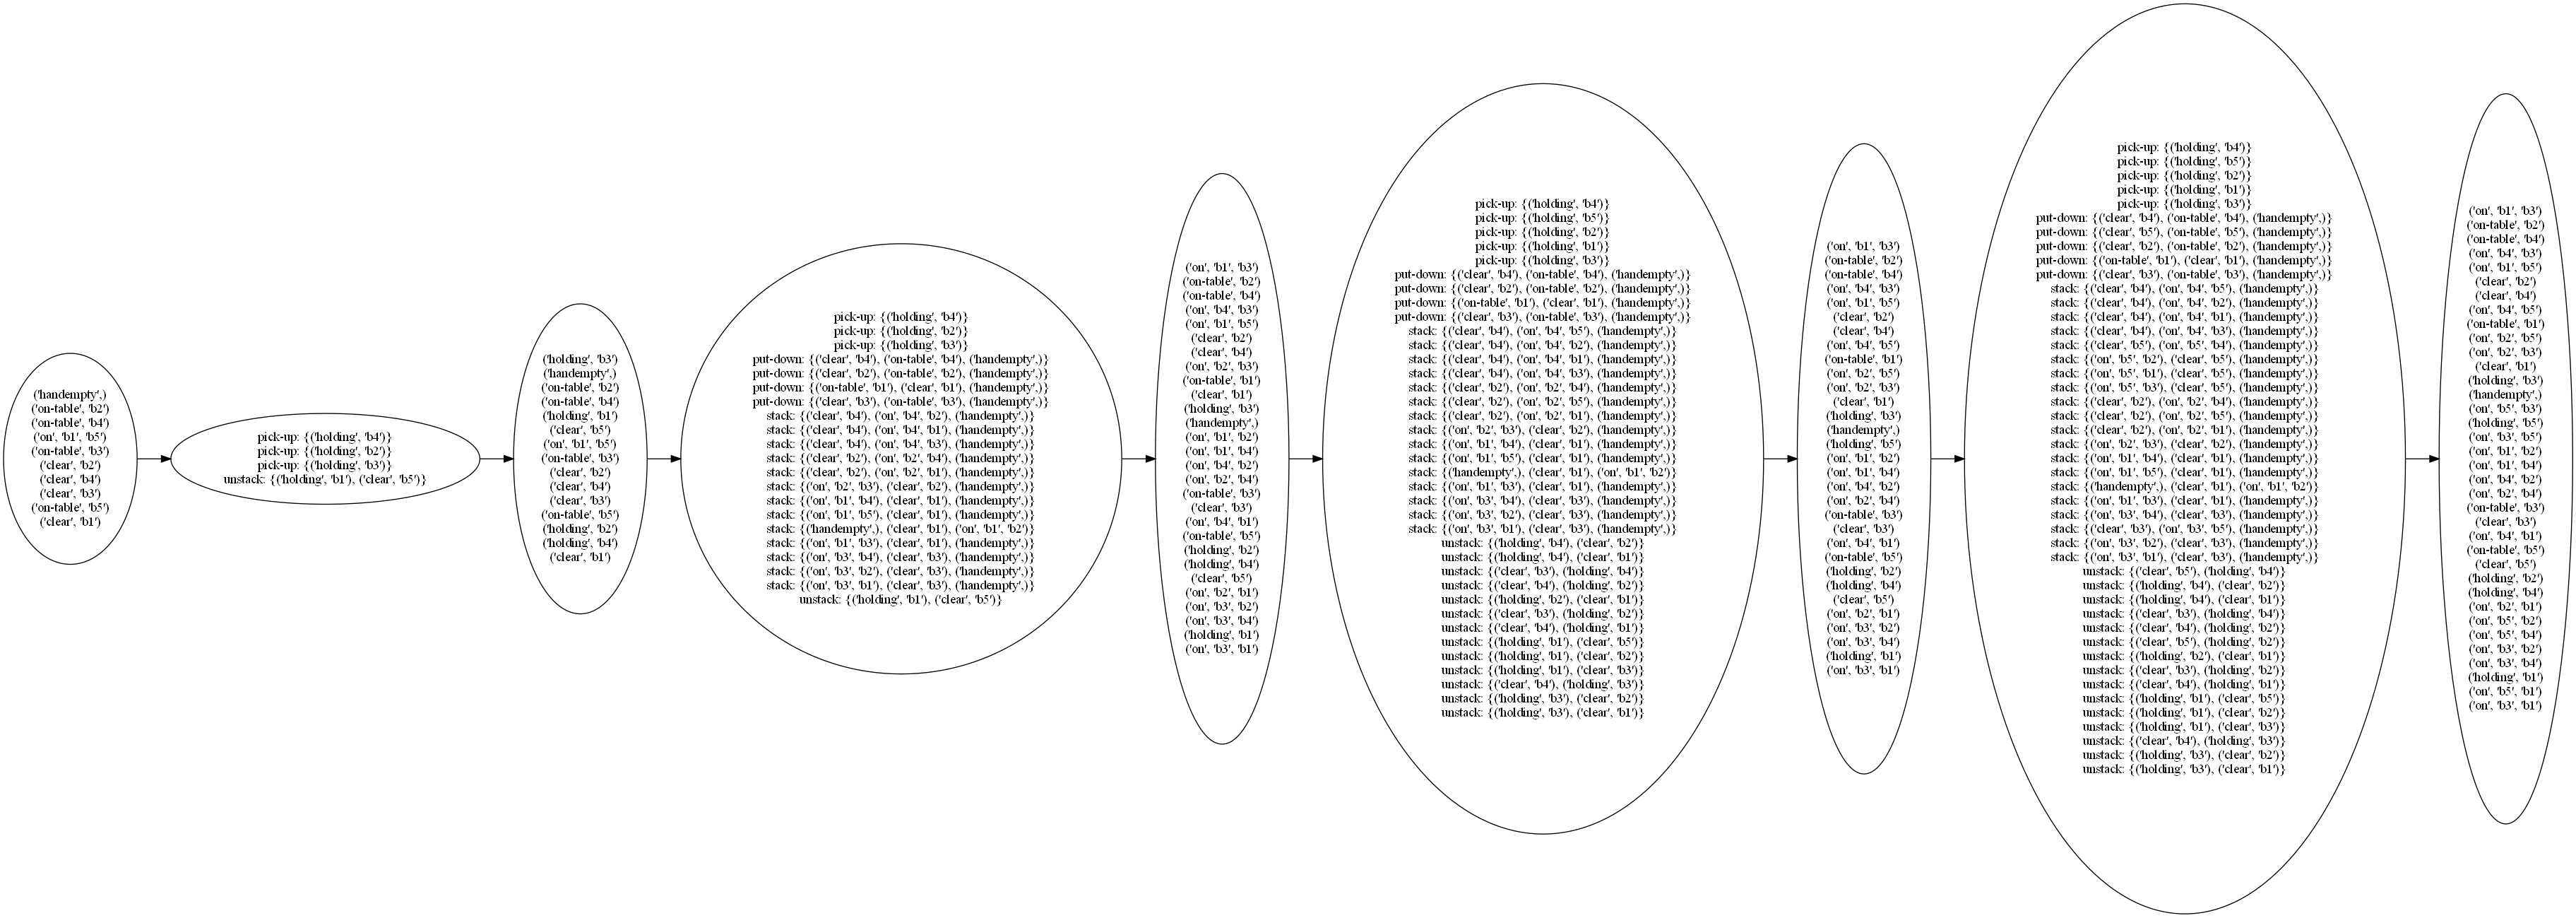 ('handempty',)
('on-table', 'b2')
('on-table', 'b4')
('on', 'b1', 'b5')
('on-table', 'b3')
('clear', 'b2')
('clear', 'b4')
('clear', 'b3')
('on-table', 'b5')
('clear', 'b1')
pick-up: {('holding', 'b4')}
pick-up: {('holding', 'b2')}
pick-up: {('holding', 'b3')}
unstack: {('holding', 'b1'), ('clear', 'b5')}
('holding', 'b3')
('handempty',)
('on-table', 'b2')
('on-table', 'b4')
('holding', 'b1')
('clear', 'b5')
('on', 'b1', 'b5')
('on-table', 'b3')
('clear', 'b2')
('clear', 'b4')
('clear', 'b3')
('on-table', 'b5')
('holding', 'b2')
('holding', 'b4')
('clear', 'b1')
pick-up: {('holding', 'b4')}
pick-up: {('holding', 'b2')}
pick-up: {('holding', 'b3')}
put-down: {('clear', 'b4'), ('on-table', 'b4'), ('handempty',)}
put-down: {('clear', 'b2'), ('on-table', 'b2'), ('handempty',)}
put-down: {('on-table', 'b1'), ('clear', 'b1'), ('handempty',)}
put-down: {('clear', 'b3'), ('on-table', 'b3'), ('handempty',)}
stack: {('clear', 'b4'), ('on', 'b4', 'b2'), ('handempty',)}
stack: {('clear', 'b4'), ('on', 'b4', 'b1'), ('handempty',)}
stack: {('clear', 'b4'), ('on', 'b4', 'b3'), ('handempty',)}
stack: {('clear', 'b2'), ('on', 'b2', 'b4'), ('handempty',)}
stack: {('clear', 'b2'), ('on', 'b2', 'b1'), ('handempty',)}
stack: {('on', 'b2', 'b3'), ('clear', 'b2'), ('handempty',)}
stack: {('on', 'b1', 'b4'), ('clear', 'b1'), ('handempty',)}
stack: {('on', 'b1', 'b5'), ('clear', 'b1'), ('handempty',)}
stack: {('handempty',), ('clear', 'b1'), ('on', 'b1', 'b2')}
stack: {('on', 'b1', 'b3'), ('clear', 'b1'), ('handempty',)}
stack: {('on', 'b3', 'b4'), ('clear', 'b3'), ('handempty',)}
stack: {('on', 'b3', 'b2'), ('clear', 'b3'), ('handempty',)}
stack: {('on', 'b3', 'b1'), ('clear', 'b3'), ('handempty',)}
unstack: {('holding', 'b1'), ('clear', 'b5')}
('on', 'b1', 'b3')
('on-table', 'b2')
('on-table', 'b4')
('on', 'b4', 'b3')
('on', 'b1', 'b5')
('clear', 'b2')
('clear', 'b4')
('on', 'b2', 'b3')
('on-table', 'b1')
('clear', 'b1')
('holding', 'b3')
('handempty',)
('on', 'b1', 'b2')
('on', 'b1', 'b4')
('on', 'b4', 'b2')
('on', 'b2', 'b4')
('on-table', 'b3')
('clear', 'b3')
('on', 'b4', 'b1')
('on-table', 'b5')
('holding', 'b2')
('holding', 'b4')
('clear', 'b5')
('on', 'b2', 'b1')
('on', 'b3', 'b2')
('on', 'b3', 'b4')
('holding', 'b1')
('on', 'b3', 'b1')
pick-up: {('holding', 'b4')}
pick-up: {('holding', 'b5')}
pick-up: {('holding', 'b2')}
pick-up: {('holding', 'b1')}
pick-up: {('holding', 'b3')}
put-down: {('clear', 'b4'), ('on-table', 'b4'), ('handempty',)}
put-down: {('clear', 'b2'), ('on-table', 'b2'), ('handempty',)}
put-down: {('on-table', 'b1'), ('clear', 'b1'), ('handempty',)}
put-down: {('clear', 'b3'), ('on-table', 'b3'), ('handempty',)}
stack: {('clear', 'b4'), ('on', 'b4', 'b5'), ('handempty',)}
stack: {('clear', 'b4'), ('on', 'b4', 'b2'), ('handempty',)}
stack: {('clear', 'b4'), ('on', 'b4', 'b1'), ('handempty',)}
stack: {('clear', 'b4'), ('on', 'b4', 'b3'), ('handempty',)}
stack: {('clear', 'b2'), ('on', 'b2', 'b4'), ('handempty',)}
stack: {('clear', 'b2'), ('on', 'b2', 'b5'), ('handempty',)}
stack: {('clear', 'b2'), ('on', 'b2', 'b1'), ('handempty',)}
stack: {('on', 'b2', 'b3'), ('clear', 'b2'), ('handempty',)}
stack: {('on', 'b1', 'b4'), ('clear', 'b1'), ('handempty',)}
stack: {('on', 'b1', 'b5'), ('clear', 'b1'), ('handempty',)}
stack: {('handempty',), ('clear', 'b1'), ('on', 'b1', 'b2')}
stack: {('on', 'b1', 'b3'), ('clear', 'b1'), ('handempty',)}
stack: {('on', 'b3', 'b4'), ('clear', 'b3'), ('handempty',)}
stack: {('on', 'b3', 'b2'), ('clear', 'b3'), ('handempty',)}
stack: {('on', 'b3', 'b1'), ('clear', 'b3'), ('handempty',)}
unstack: {('holding', 'b4'), ('clear', 'b2')}
unstack: {('holding', 'b4'), ('clear', 'b1')}
unstack: {('clear', 'b3'), ('holding', 'b4')}
unstack: {('clear', 'b4'), ('holding', 'b2')}
unstack: {('holding', 'b2'), ('clear', 'b1')}
unstack: {('clear', 'b3'), ('holding', 'b2')}
unstack: {('clear', 'b4'), ('holding', 'b1')}
unstack: {('holding', 'b1'), ('clear', 'b5')}
unstack: {('holding', 'b1'), ('clear', 'b2')}
unstack: {('holding', 'b1'), ('clear', 'b3')}
unstack: {('clear', 'b4'), ('holding', 'b3')}
unstack: {('holding', 'b3'), ('clear', 'b2')}
unstack: {('holding', 'b3'), ('clear', 'b1')}
('on', 'b1', 'b3')
('on-table', 'b2')
('on-table', 'b4')
('on', 'b4', 'b3')
('on', 'b1', 'b5')
('clear', 'b2')
('clear', 'b4')
('on', 'b4', 'b5')
('on-table', 'b1')
('on', 'b2', 'b5')
('on', 'b2', 'b3')
('clear', 'b1')
('holding', 'b3')
('handempty',)
('holding', 'b5')
('on', 'b1', 'b2')
('on', 'b1', 'b4')
('on', 'b4', 'b2')
('on', 'b2', 'b4')
('on-table', 'b3')
('clear', 'b3')
('on', 'b4', 'b1')
('on-table', 'b5')
('holding', 'b2')
('holding', 'b4')
('clear', 'b5')
('on', 'b2', 'b1')
('on', 'b3', 'b2')
('on', 'b3', 'b4')
('holding', 'b1')
('on', 'b3', 'b1')
pick-up: {('holding', 'b4')}
pick-up: {('holding', 'b5')}
pick-up: {('holding', 'b2')}
pick-up: {('holding', 'b1')}
pick-up: {('holding', 'b3')}
put-down: {('clear', 'b4'), ('on-table', 'b4'), ('handempty',)}
put-down: {('clear', 'b5'), ('on-table', 'b5'), ('handempty',)}
put-down: {('clear', 'b2'), ('on-table', 'b2'), ('handempty',)}
put-down: {('on-table', 'b1'), ('clear', 'b1'), ('handempty',)}
put-down: {('clear', 'b3'), ('on-table', 'b3'), ('handempty',)}
stack: {('clear', 'b4'), ('on', 'b4', 'b5'), ('handempty',)}
stack: {('clear', 'b4'), ('on', 'b4', 'b2'), ('handempty',)}
stack: {('clear', 'b4'), ('on', 'b4', 'b1'), ('handempty',)}
stack: {('clear', 'b4'), ('on', 'b4', 'b3'), ('handempty',)}
stack: {('clear', 'b5'), ('on', 'b5', 'b4'), ('handempty',)}
stack: {('on', 'b5', 'b2'), ('clear', 'b5'), ('handempty',)}
stack: {('on', 'b5', 'b1'), ('clear', 'b5'), ('handempty',)}
stack: {('on', 'b5', 'b3'), ('clear', 'b5'), ('handempty',)}
stack: {('clear', 'b2'), ('on', 'b2', 'b4'), ('handempty',)}
stack: {('clear', 'b2'), ('on', 'b2', 'b5'), ('handempty',)}
stack: {('clear', 'b2'), ('on', 'b2', 'b1'), ('handempty',)}
stack: {('on', 'b2', 'b3'), ('clear', 'b2'), ('handempty',)}
stack: {('on', 'b1', 'b4'), ('clear', 'b1'), ('handempty',)}
stack: {('on', 'b1', 'b5'), ('clear', 'b1'), ('handempty',)}
stack: {('handempty',), ('clear', 'b1'), ('on', 'b1', 'b2')}
stack: {('on', 'b1', 'b3'), ('clear', 'b1'), ('handempty',)}
stack: {('on', 'b3', 'b4'), ('clear', 'b3'), ('handempty',)}
stack: {('clear', 'b3'), ('on', 'b3', 'b5'), ('handempty',)}
stack: {('on', 'b3', 'b2'), ('clear', 'b3'), ('handempty',)}
stack: {('on', 'b3', 'b1'), ('clear', 'b3'), ('handempty',)}
unstack: {('clear', 'b5'), ('holding', 'b4')}
unstack: {('holding', 'b4'), ('clear', 'b2')}
unstack: {('holding', 'b4'), ('clear', 'b1')}
unstack: {('clear', 'b3'), ('holding', 'b4')}
unstack: {('clear', 'b4'), ('holding', 'b2')}
unstack: {('clear', 'b5'), ('holding', 'b2')}
unstack: {('holding', 'b2'), ('clear', 'b1')}
unstack: {('clear', 'b3'), ('holding', 'b2')}
unstack: {('clear', 'b4'), ('holding', 'b1')}
unstack: {('holding', 'b1'), ('clear', 'b5')}
unstack: {('holding', 'b1'), ('clear', 'b2')}
unstack: {('holding', 'b1'), ('clear', 'b3')}
unstack: {('clear', 'b4'), ('holding', 'b3')}
unstack: {('holding', 'b3'), ('clear', 'b2')}
unstack: {('holding', 'b3'), ('clear', 'b1')}
('on', 'b1', 'b3')
('on-table', 'b2')
('on-table', 'b4')
('on', 'b4', 'b3')
('on', 'b1', 'b5')
('clear', 'b2')
('clear', 'b4')
('on', 'b4', 'b5')
('on-table', 'b1')
('on', 'b2', 'b5')
('on', 'b2', 'b3')
('clear', 'b1')
('holding', 'b3')
('handempty',)
('on', 'b5', 'b3')
('holding', 'b5')
('on', 'b3', 'b5')
('on', 'b1', 'b2')
('on', 'b1', 'b4')
('on', 'b4', 'b2')
('on', 'b2', 'b4')
('on-table', 'b3')
('clear', 'b3')
('on', 'b4', 'b1')
('on-table', 'b5')
('clear', 'b5')
('holding', 'b2')
('holding', 'b4')
('on', 'b2', 'b1')
('on', 'b5', 'b2')
('on', 'b5', 'b4')
('on', 'b3', 'b2')
('on', 'b3', 'b4')
('holding', 'b1')
('on', 'b5', 'b1')
('on', 'b3', 'b1')